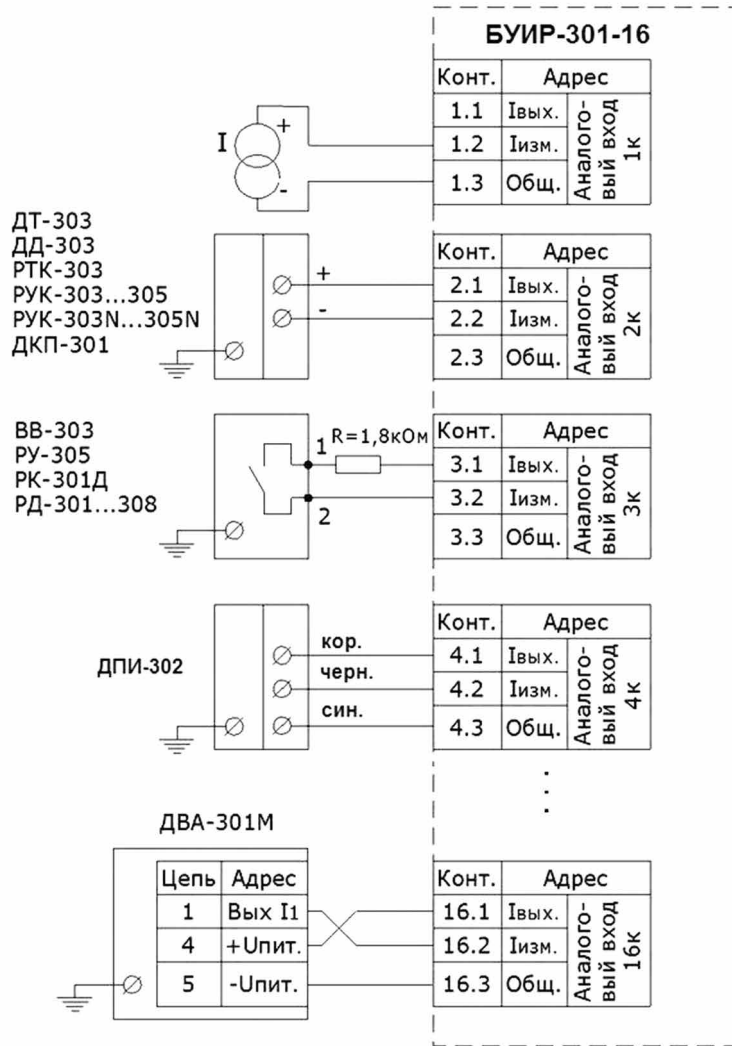 БУИР-301-16
Конт. Адрес
1.1 Iвых.
1.2 Iизм.
1.3 Общ.
Аналого-
вый вход
1к
I
+
-
ДТ-303
ДД-303
РТК-303
РУК-303...305
РУК-303N...305N
ДКП-301
+
-
Конт. Адрес
2.1 Iвых.
2.2 Iизм.
2.3 Общ.
Аналого-
вый вход
2к
ВВ-303
РУ-305
РК-301Д
РД-301...308
1 R=1,8кОм
2
Конт. Адрес
3.1 Iвых.
3.2 Iизм.
3.3 Общ.
Аналого-
вый вход
3к
ДПИ-302
кор.
черн.
син.
Конт. Адрес
4.1 Iвых.
4.2 Iизм.
4.3 Общ.
Аналого-
вый вход
4к
ДВА-301М
Цепь Адрес
1 Вых I1
4 +Uпит.
5 -Uпит.
Конт. Адрес
16.1 Iвых.
16.2 Iизм.
16.3 Общ.
Аналого-
вый вход
16к